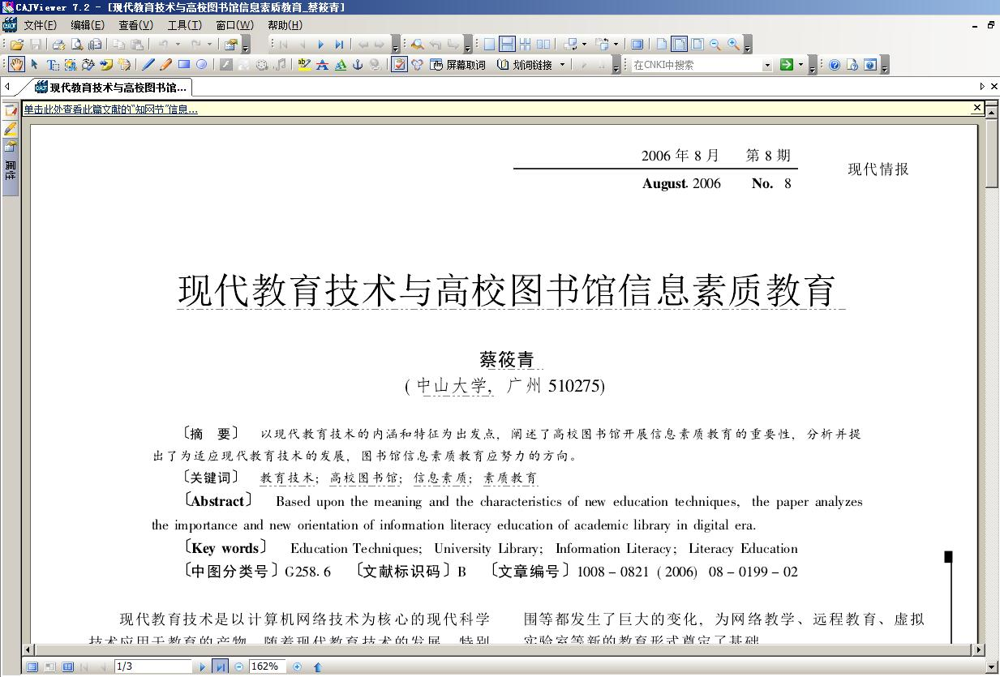 CAJViewer 7.2 - [现代教育技术与高校图书馆信息素质教育_蔡筱青]
文件(F) 编辑(E) 查看(V) 工具(T) 窗口(W) 帮助(H)
屏幕取词 划词链接 在CNKI中搜索
现代教育技术与高校图书馆...
单击此处查看此篇文献的“知网节”信息...
属性
2006 年 8 月 第 8 期
现代情报
August. 2006 No. 8
现代教育技术与高校图书馆信息素质教育
蔡筱青
(中山大学, 广州 510275)
〔摘 要〕 以现代教育技术的内涵和特征为出发点, 阐述了高校图书馆开展信息素质教育的重要性, 分析并提
出了为适应现代教育技术的发展, 图书馆信息素质教育应努力的方向。
〔关键词〕 教育技术; 高校图书馆; 信息素质; 素质教育
〔Abstract〕 Based upon the meaning and the characteristics of new education techniques, the paper analyzes
the importance and new orientation of information literacy education of academic library in digital era.
〔Key words〕 Education Techniques; University Library; Information Literacy; Literacy Education
〔中图分类号〕G258. 6 〔文献标识码〕B 〔文章编号〕1008 - 0821 (2006) 08 - 0199 - 02
现代教育技术是以计算机网络技术为核心的现代科学
技术应用于教育的产物。随着现代教育技术的发展, 特别
围等都发生了巨大的变化, 为网络教学、远程教育、虚拟
实验室等新的教育形式奠定了基础
1/3 162%